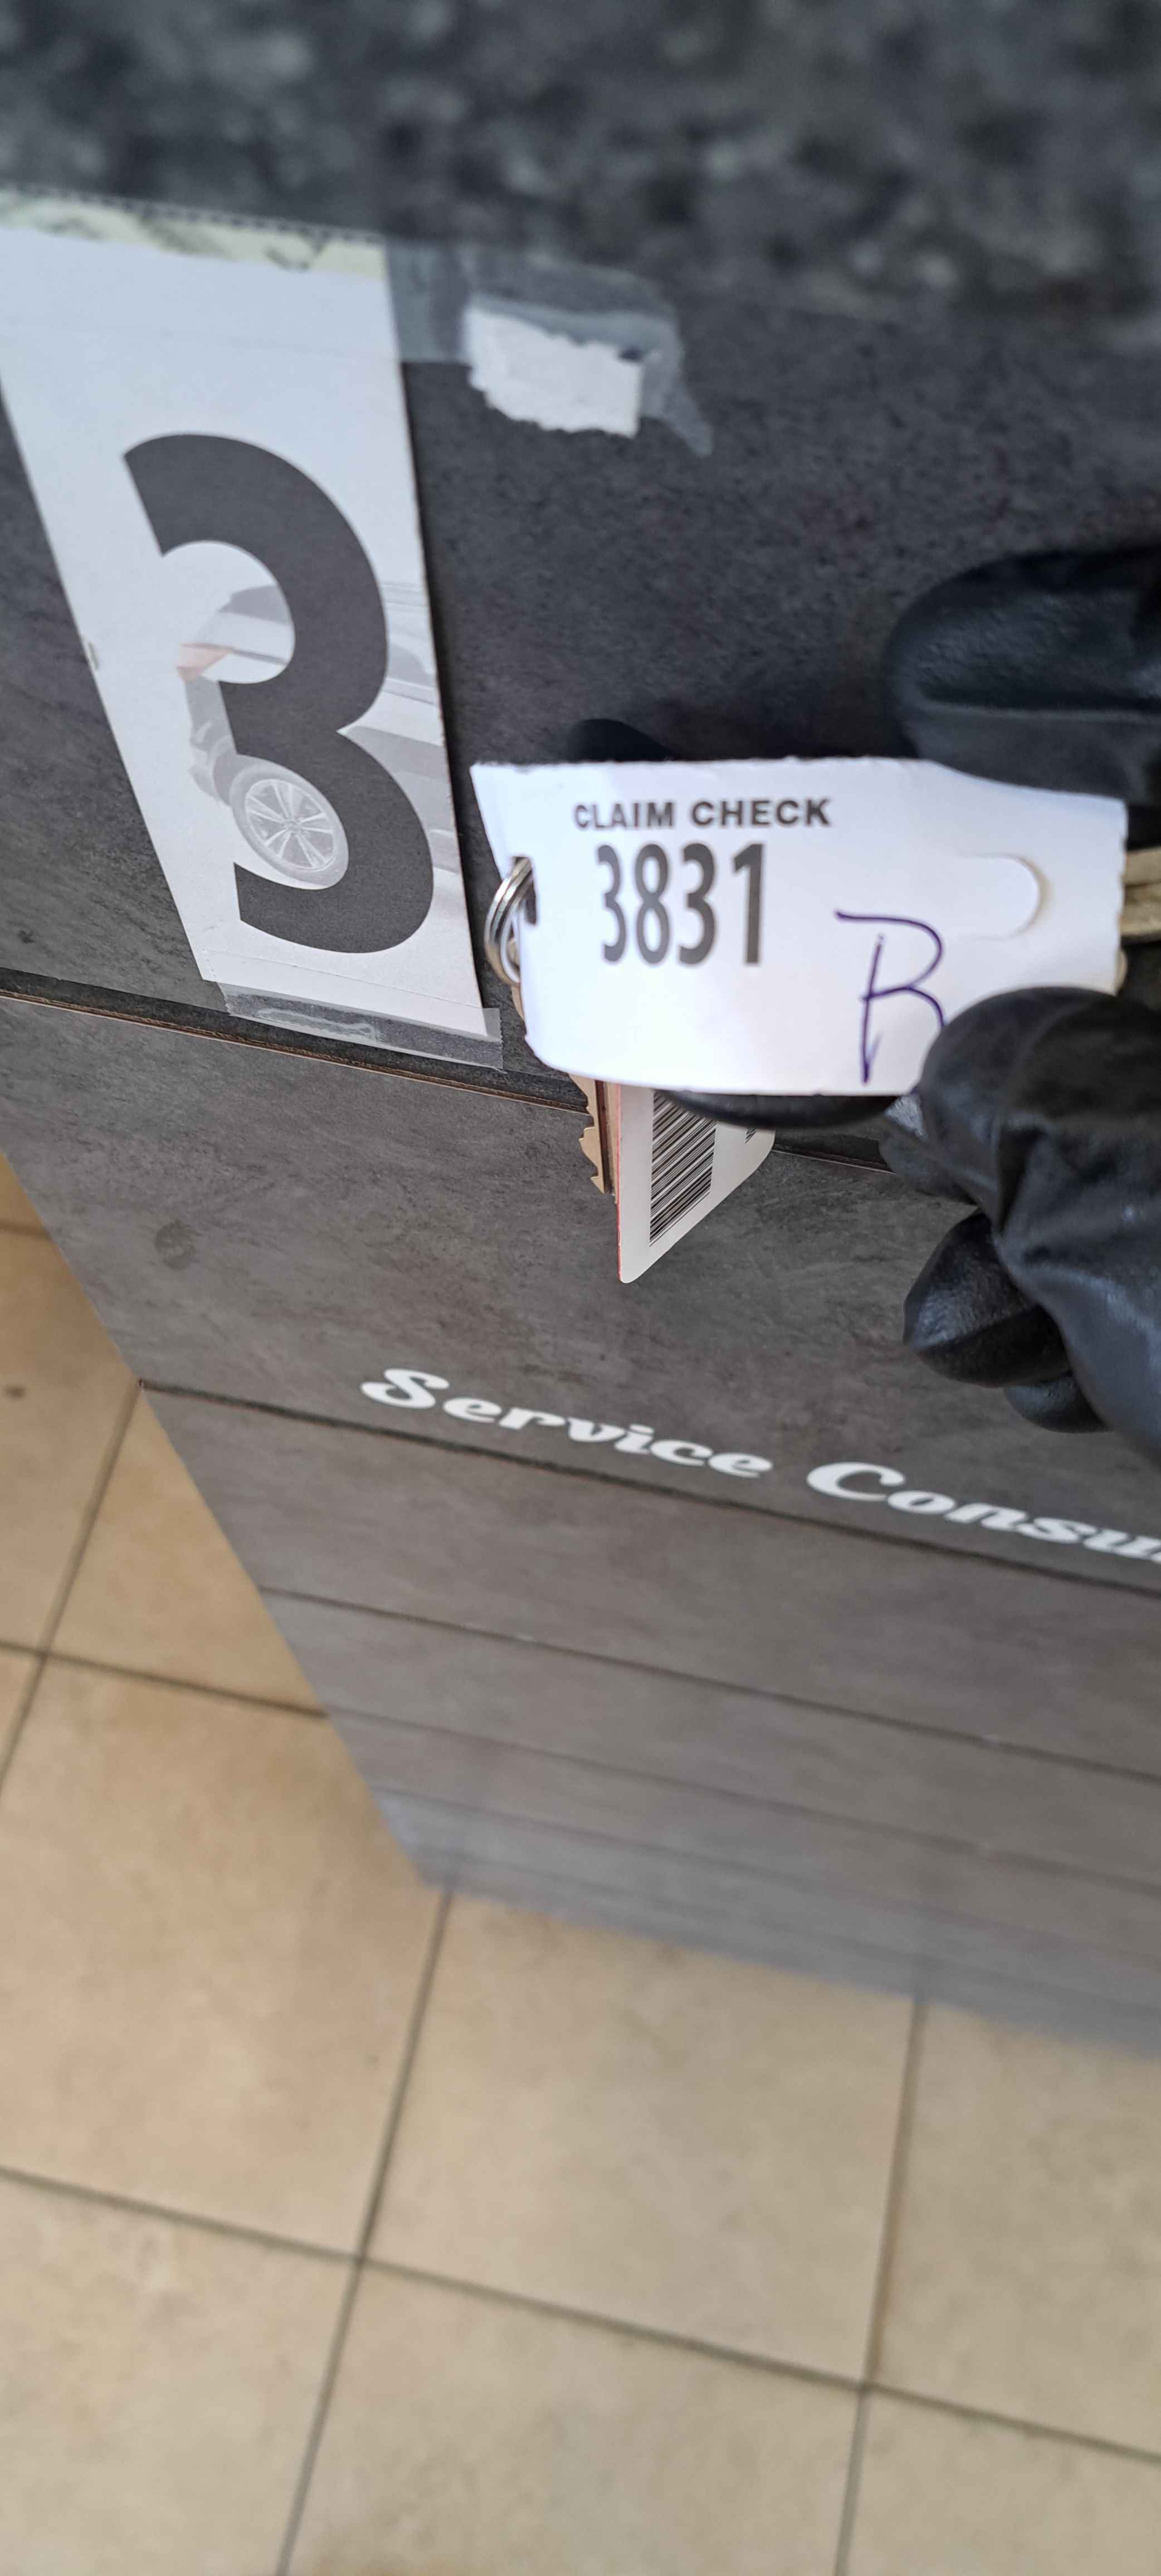 3
CLAIM CHECK
3831
B
Service Consu